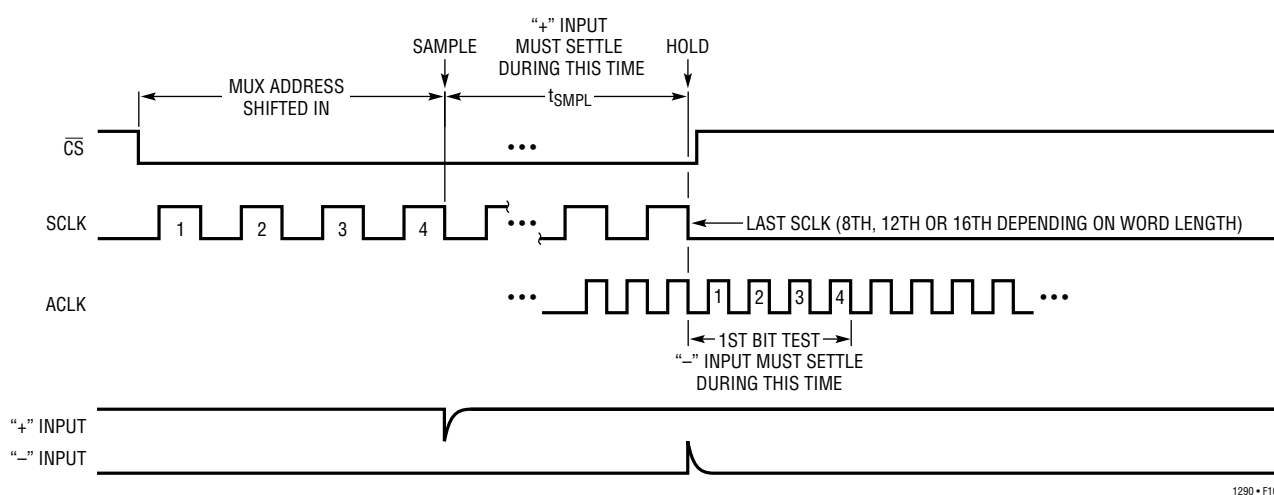 “+” INPUT
MUST SETTLE
DURING THIS TIME
SAMPLE
HOLD
MUX ADDRESS
SHIFTED IN
tSMPL
CS
•••
SCLK
1 2 3 4 •••
LAST SCLK (8TH, 12TH OR 16TH DEPENDING ON WORD LENGTH)
ACLK
••• 1 2 3 4 •••
1ST BIT TEST
“–” INPUT MUST SETTLE
DURING THIS TIME
“+” INPUT
“–” INPUT